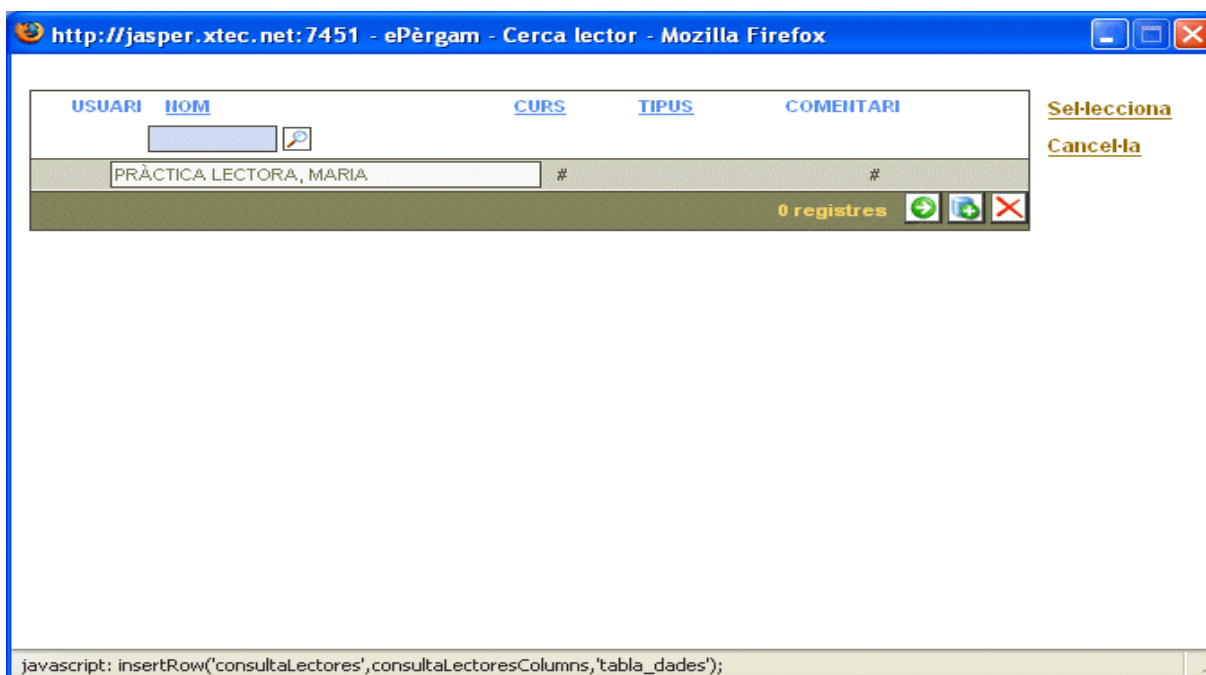 http://jasper.xtec.net:7451 - ePèrgam - Cerca lector - Mozilla Firefox
USUARI NOM CURS TIPUS COMENTARI
Sel·lecciona
Cancel·la
PRÀCTICA LECTORA, MARIA # #
0 registres
javascript: insertRow('consultaLectores',consultaLectoresColumns,'tabla_dades');